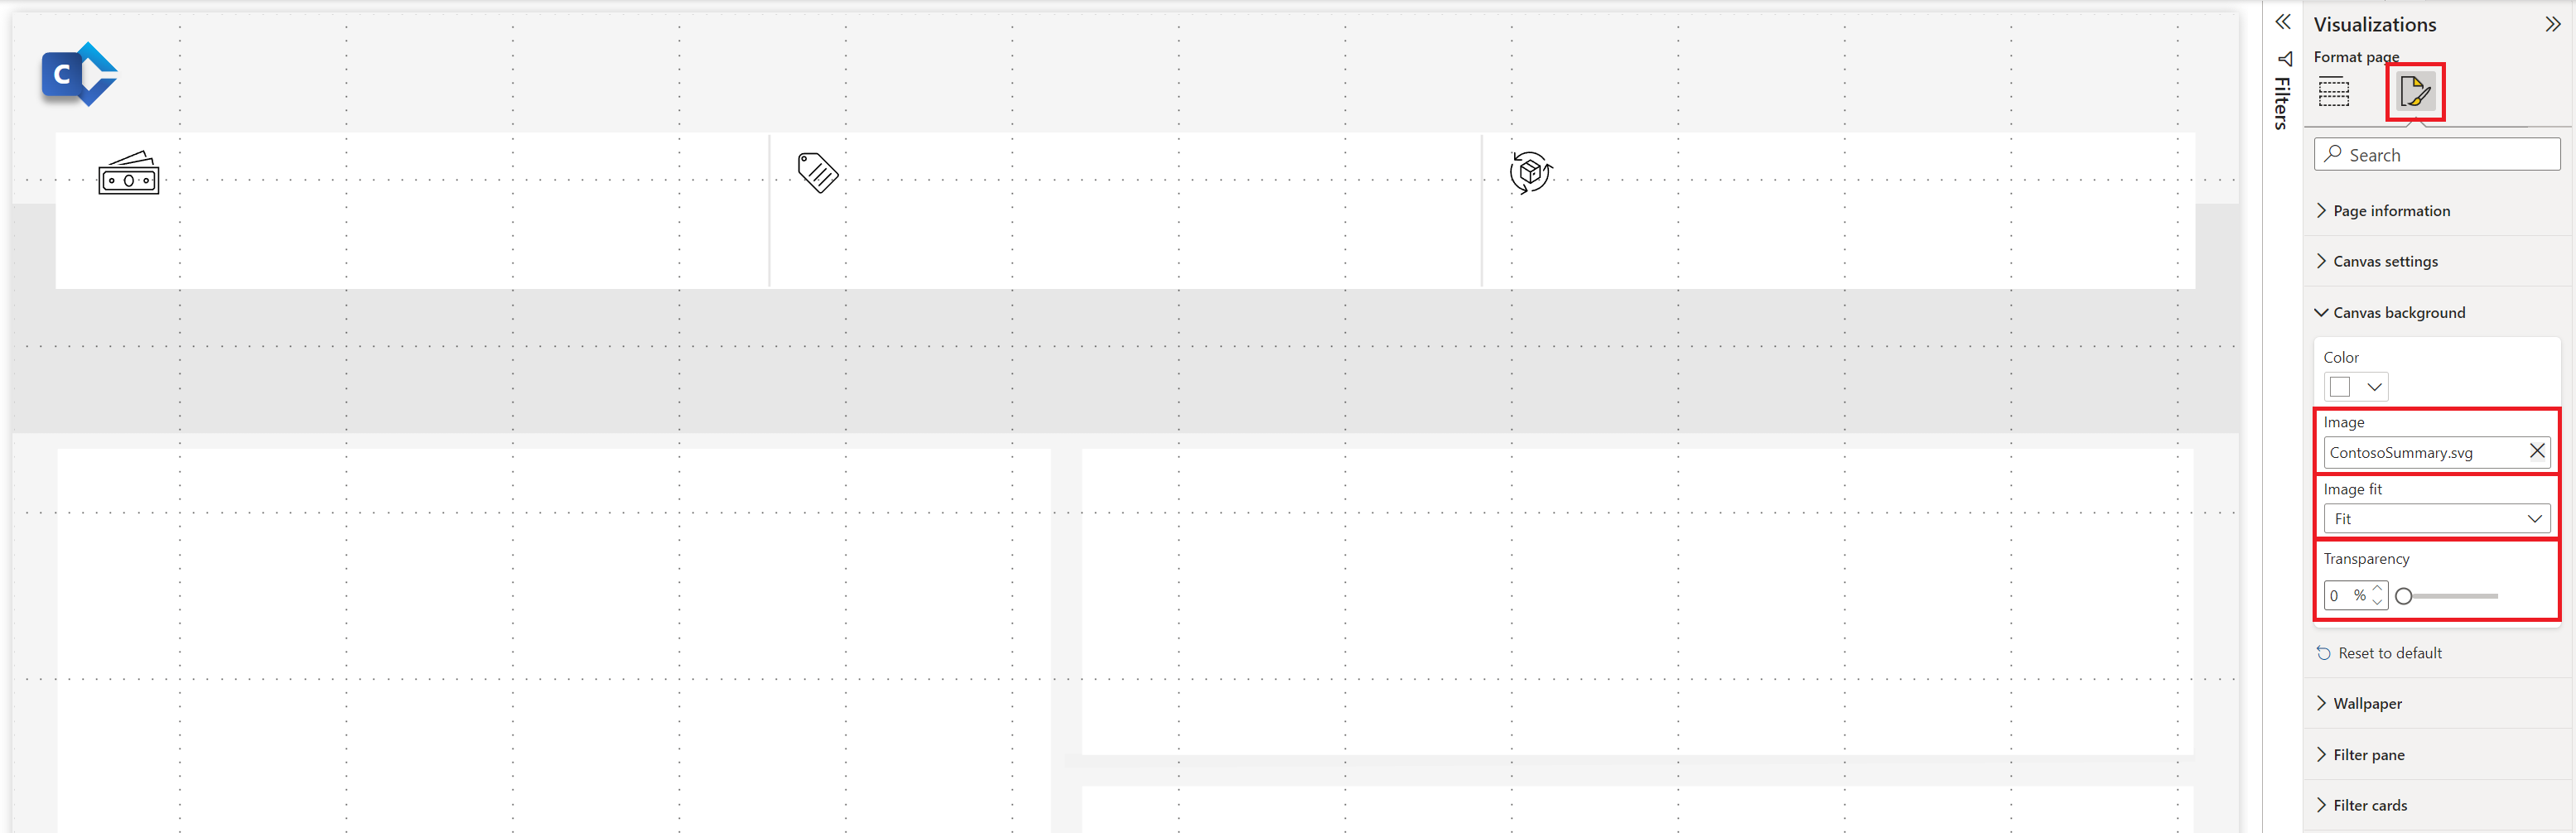 C
Visualizations
Format page
Filters
Search
Page information
Canvas settings
Canvas background
Color
Image
ContosoSummary.svg
Image fit
Fit
Transparency
0 %
Reset to default
Wallpaper
Filter pane
Filter cards